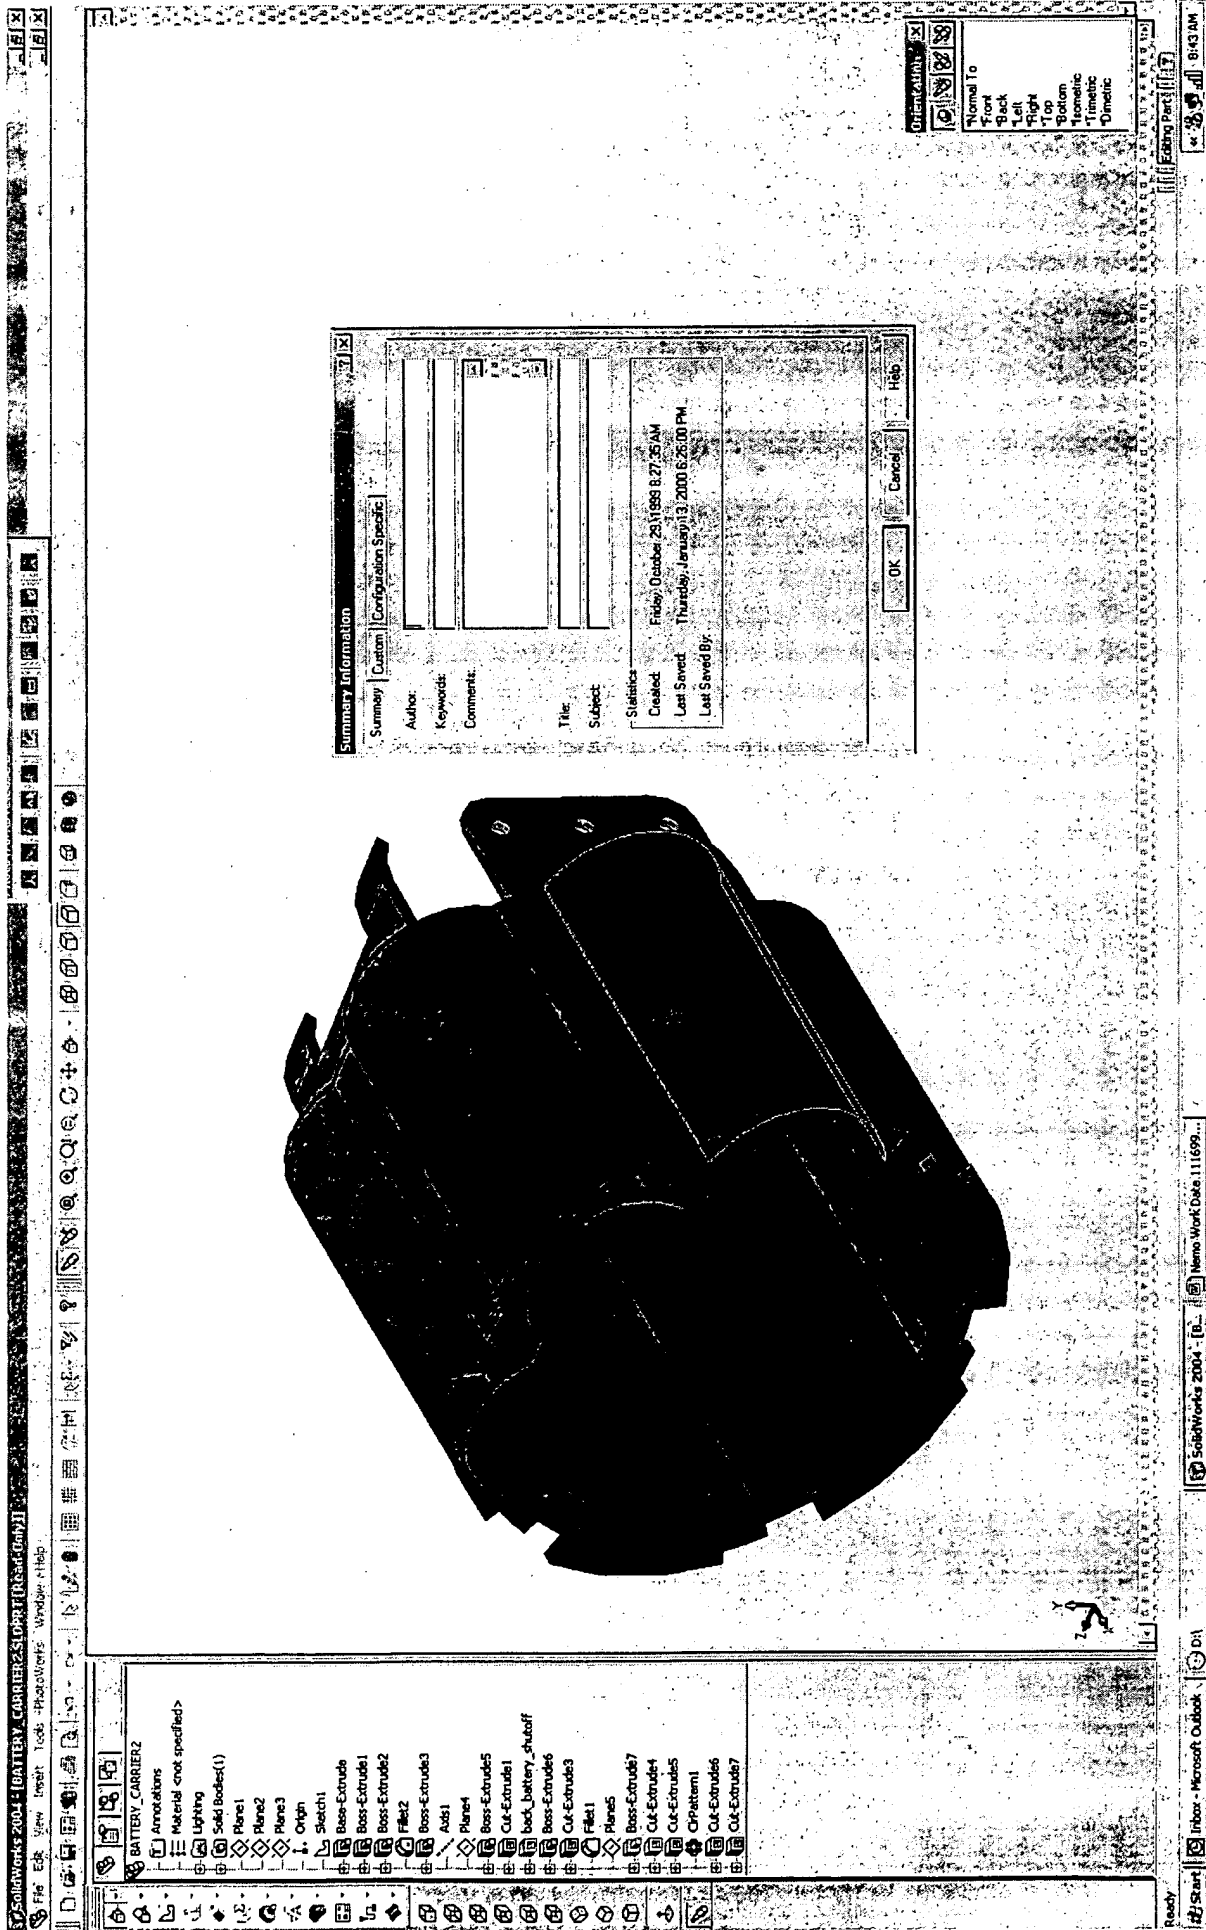 SolidWorks 2004 - [BATTERY_CARRIER2.SLDPRT [Read-Only]]
File Edit View Insert Tools PhotoWorks Window Help
BATTERY_CARRIER2
Annotations
Material <not specified>
Lighting
Solid Bodies(1)
Plane1
Plane2
Plane3
Origin
Sketch1
Base-Extrude
Boss-Extrude1
Boss-Extrude2
Fillet2
Boss-Extrude3
Axis1
Plane4
Boss-Extrude5
Cut-Extrude1
back_battery_shutoff
Boss-Extrude6
Cut-Extrude3
Fillet1
Plane5
Boss-Extrude7
Cut-Extrude4
Cut-Extrude5
CirPattern1
Cut-Extrude6
Cut-Extrude7
Summary Information
Summary Custom Configuration Specific
Author:
Keywords:
Comments:
Title:
Subject:
Statistics
Created: Friday, October 29, 1999 8:27:35 AM
Last Saved: Thursday, January 13, 2000 6:26:00 PM
Last Saved By:
OK Cancel Help
Orientation
*Normal To
*Front
*Back
*Left
*Right
*Top
*Bottom
*Isometric
*Trimetric
*Dimetric
Y
Z
X
Ready
Editing Part
Start Inbox - Microsoft Outlook D:\ SolidWorks 2004 - [B... Nemo Work Date.111699... 8:43 AM